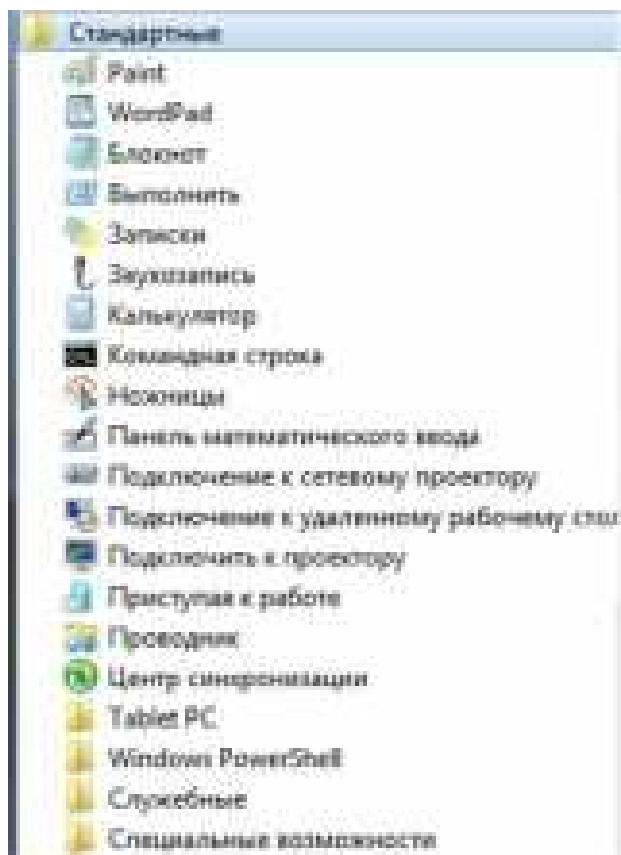 Стандартные
Paint
WordPad
Блокнот
Выполнить
Записки
Звукозапись
Калькулятор
Командная строка
Ножницы
Панель математического ввода
Подключение к сетевому проектору
Подключение к удаленному рабочему стол
Подключить к проектору
Приступая к работе
Проводник
Центр синхронизации
Tablet PC
Windows PowerShell
Служебные
Специальные возможности